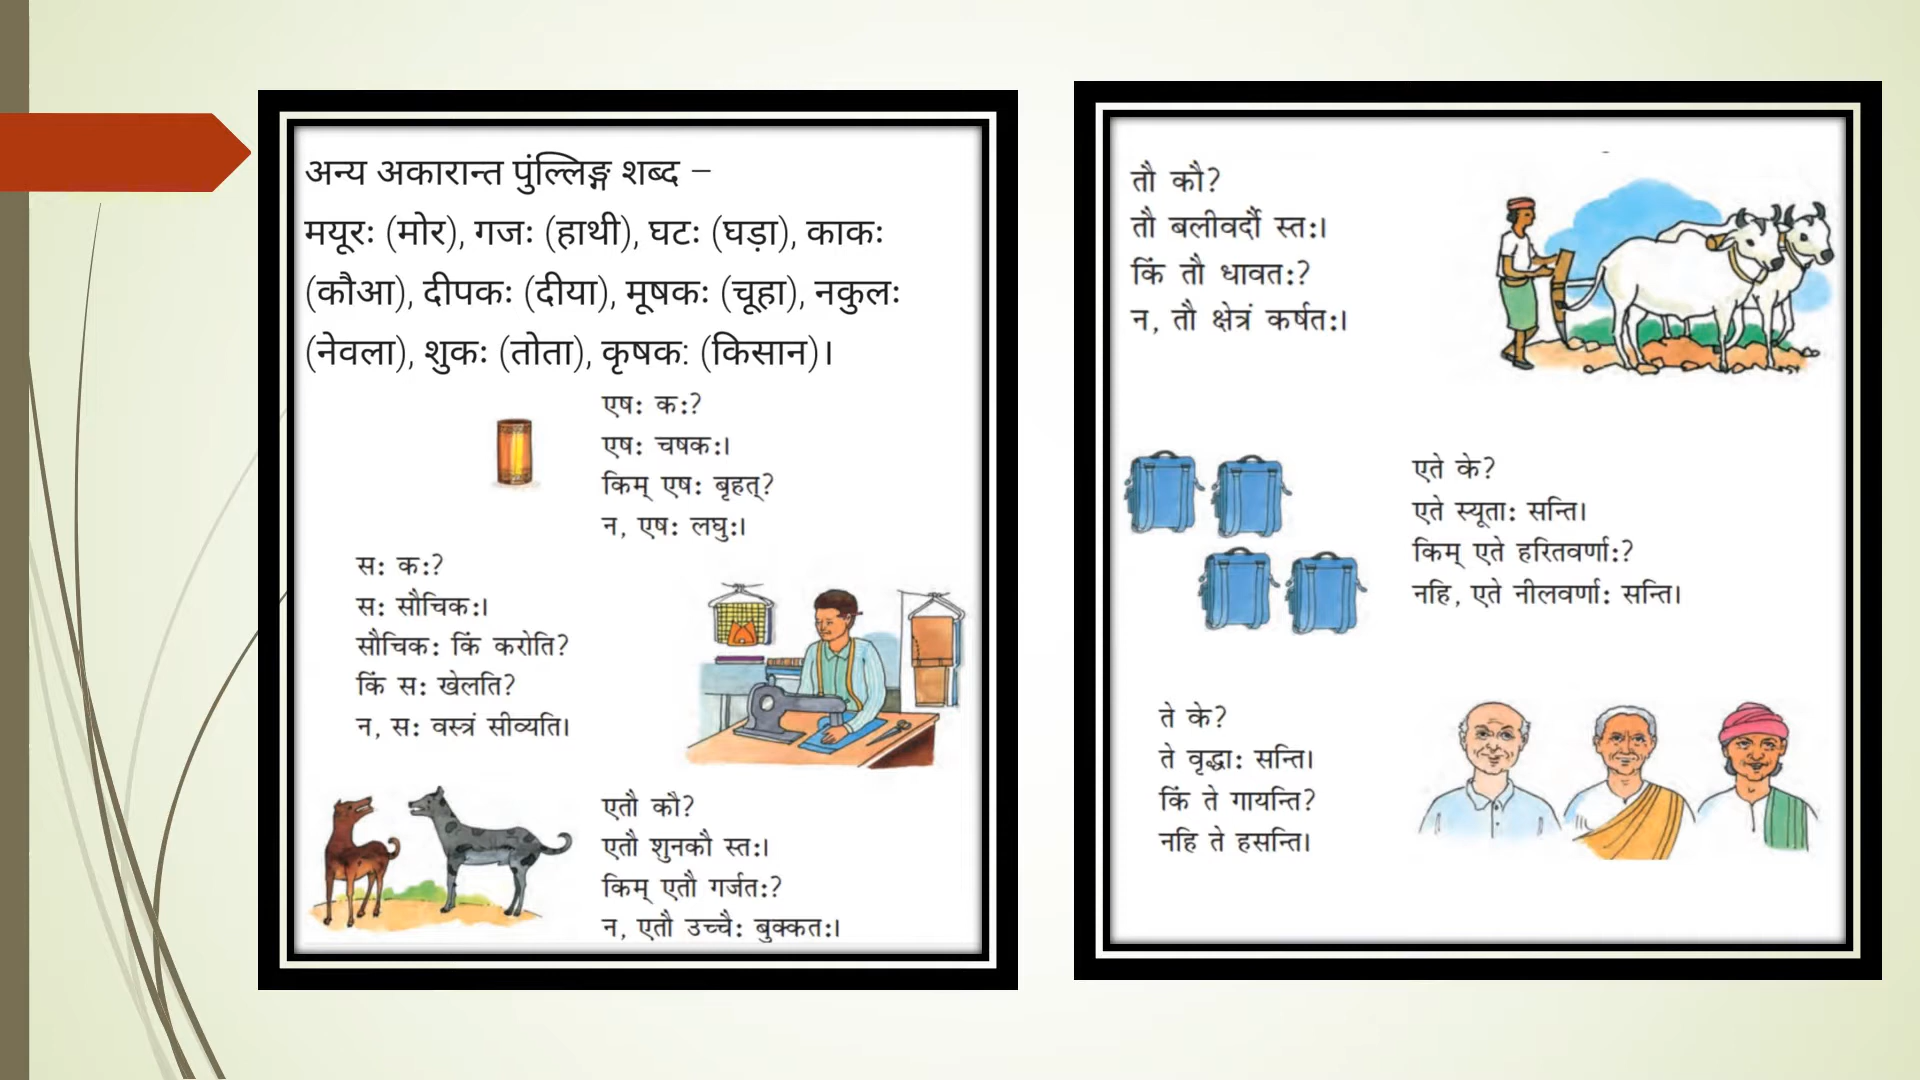 अन्य अकारान्त पुंल्लिङ्ग शब्द –
मयूरः (मोर), गजः (हाथी), घटः (घड़ा), काकः
(कौआ), दीपकः (दीया), मूषकः (चूहा), नकुलः
(नेवला), शुकः (तोता), कृषक: (किसान)।
एष: क:?
एष: चषक:।
किम् एष: बृहत्?
न, एष: लघु:।
स: क:?
स: सौचिक:।
सौचिक: किं करोति?
किं स: खेलति?
न, स: वस्त्रं सीव्यति।
एतौ कौ?
एतौ शुनकौ स्त:।
किम् एतौ गर्जत:?
न, एतौ उच्चै: बुक्कत:।
तौ कौ?
तौ बलीवर्दौ स्त:।
किं तौ धावत:?
न, तौ क्षेत्रं कर्षत:।
एते के?
एते स्यूता: सन्ति।
किम् एते हरितवर्णा:?
नहि, एते नीलवर्णा: सन्ति।
ते के?
ते वृद्धा: सन्ति।
किं ते गायन्ति?
नहि ते हसन्ति।